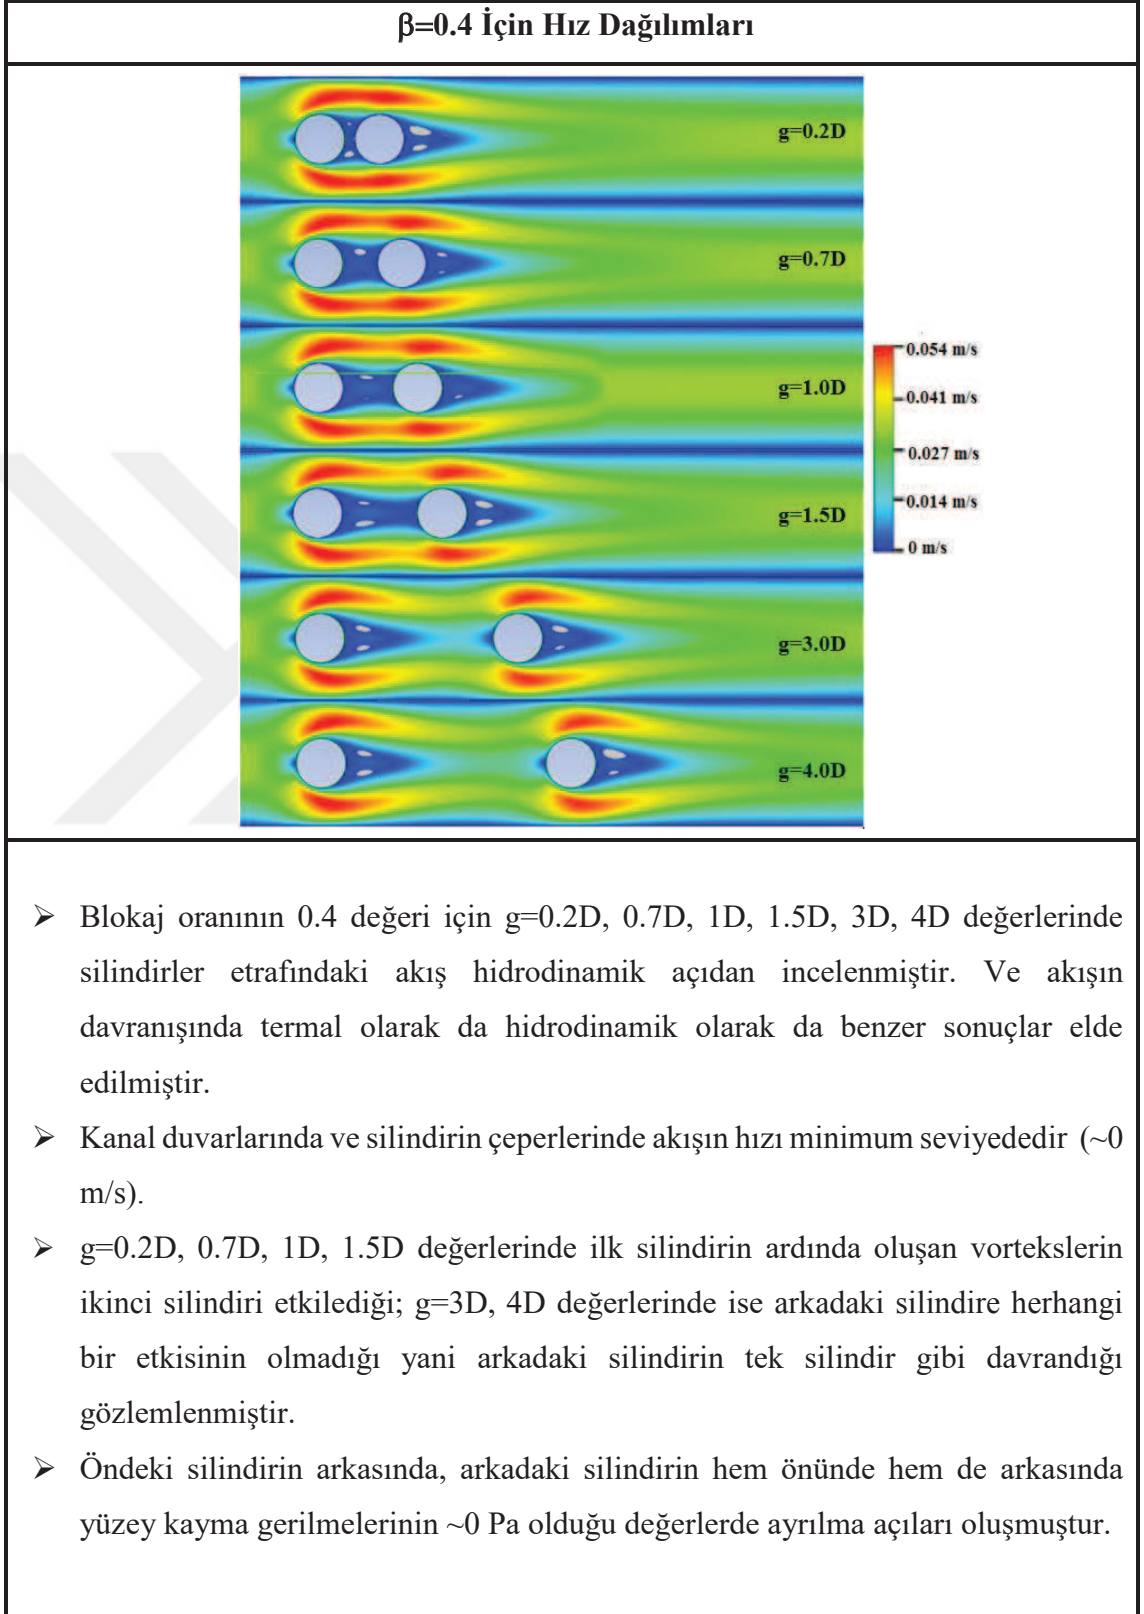 β=0.4 İçin Hız Dağılımları
g=0.2D
g=0.7D
g=1.0D
g=1.5D
g=3.0D
g=4.0D
0.054 m/s
0.041 m/s
0.027 m/s
0.014 m/s
0 m/s
➢ Blokaj oranının 0.4 değeri için g=0.2D, 0.7D, 1D, 1.5D, 3D, 4D değerlerinde
silindirler etrafındaki akış hidrodinamik açıdan incelenmiştir. Ve akışın
davranışında termal olarak da hidrodinamik olarak da benzer sonuçlar elde
edilmiştir.
➢ Kanal duvarlarında ve silindirin çeperlerinde akışın hızı minimum seviyededir (~0
m/s).
➢ g=0.2D, 0.7D, 1D, 1.5D değerlerinde ilk silindirin ardında oluşan vortekslerin
ikinci silindiri etkilediği; g=3D, 4D değerlerinde ise arkadaki silindire herhangi
bir etkisinin olmadığı yani arkadaki silindirin tek silindir gibi davrandığı
gözlemlenmiştir.
➢ Öndeki silindirin arkasında, arkadaki silindirin hem önünde hem de arkasında
yüzey kayma gerilmelerinin ~0 Pa olduğu değerlerde ayrılma açıları oluşmuştur.